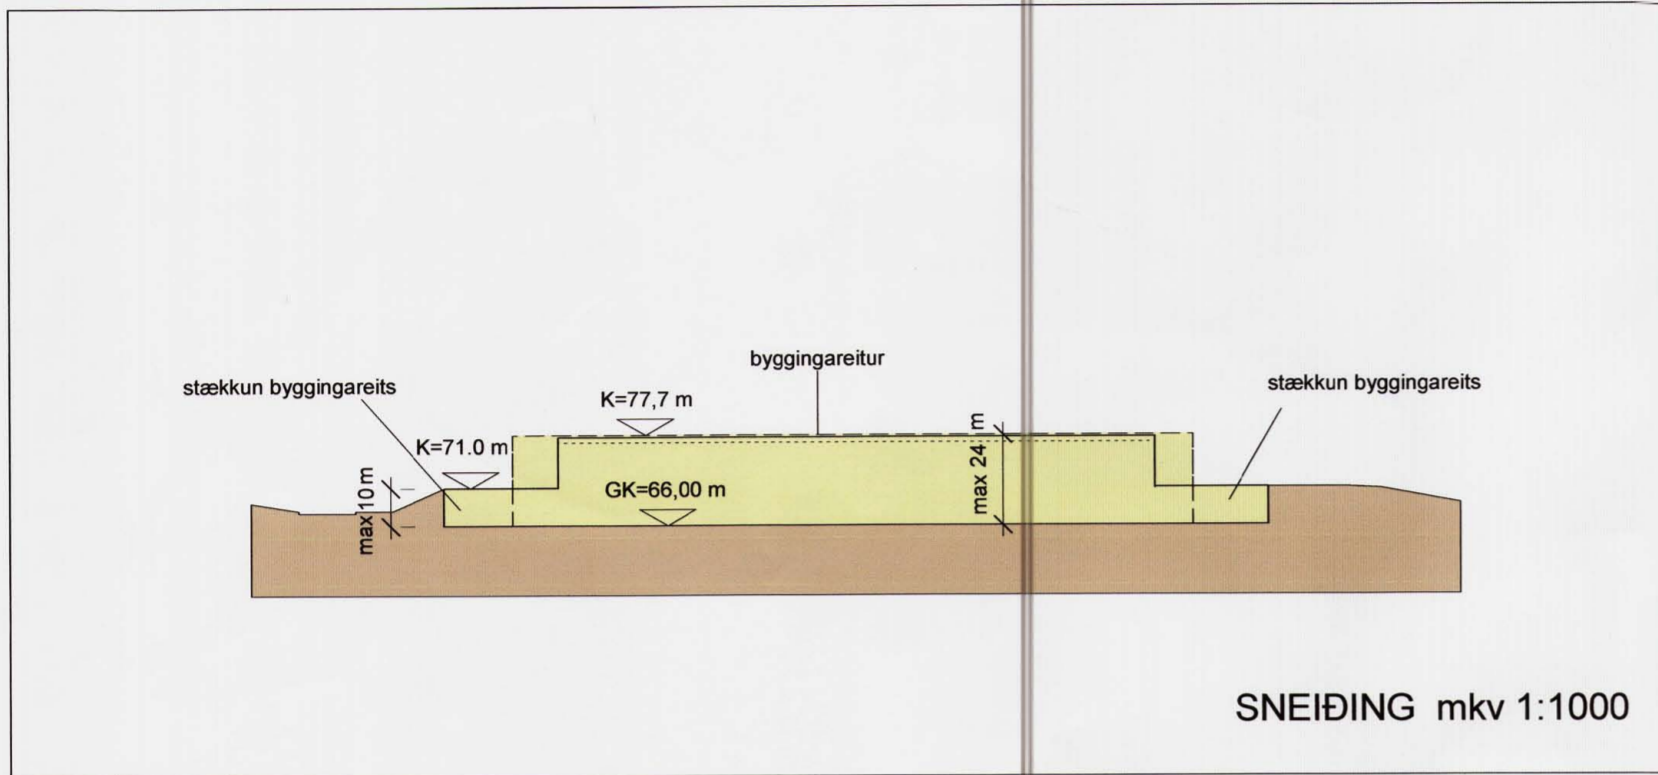 byggingareitur
stækkun byggingareits
stækkun byggingareits
K=77,7 m
K=71.0 m
max 24 m
GK=66,00 m
max 10 m
SNEIÐING mkv 1:1000